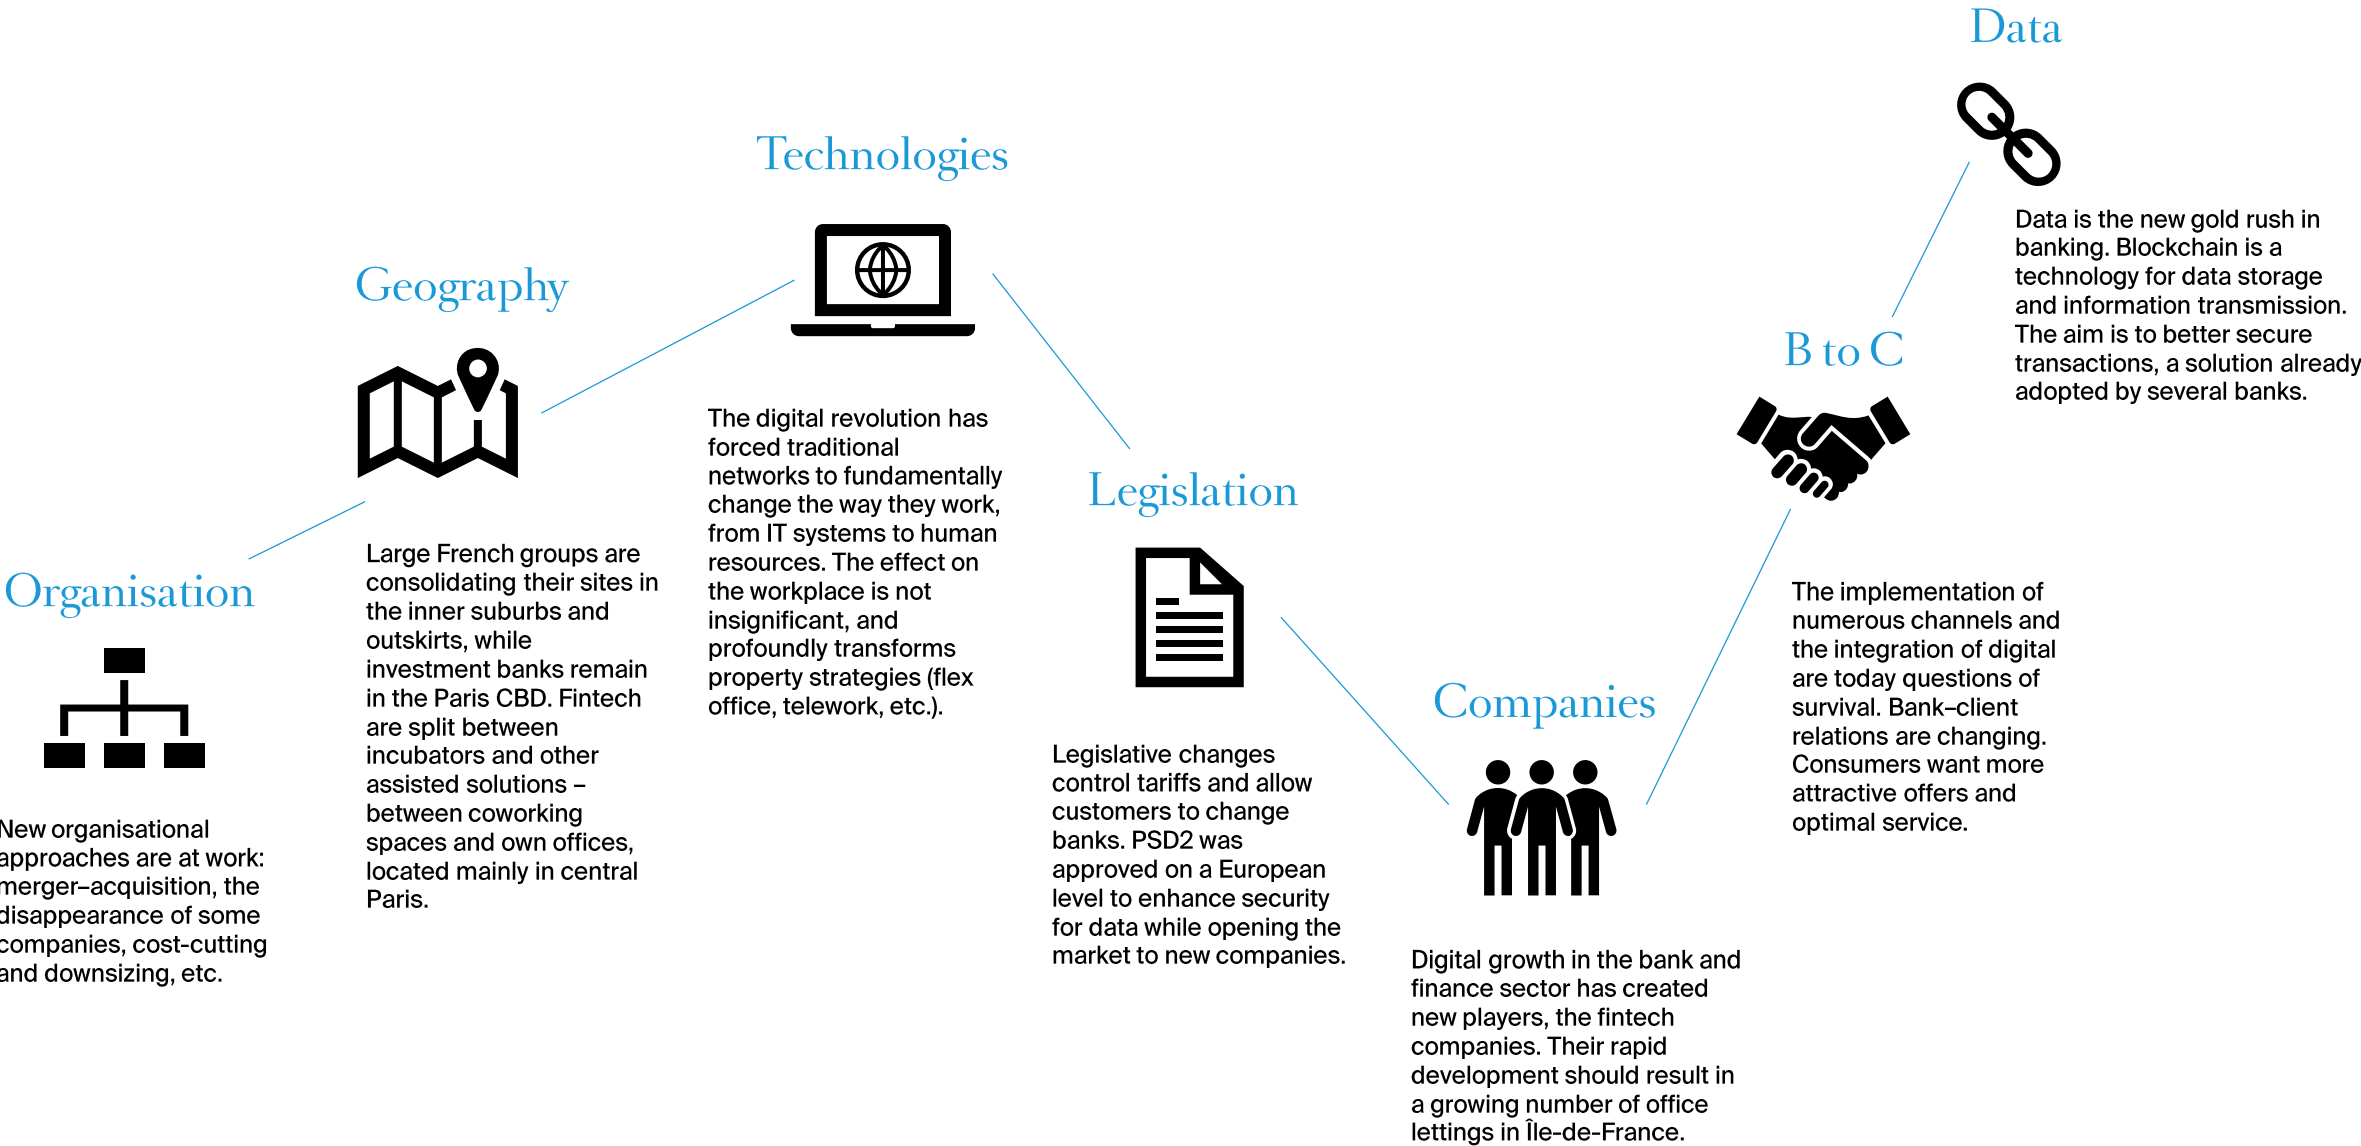 Organisation
New organisational
approaches are at work:
merger–acquisition, the
disappearance of some
companies, cost-cutting
and downsizing, etc.
Geography
Large French groups are
consolidating their sites in
the inner suburbs and
outskirts, while
investment banks remain
in the Paris CBD. Fintech
are split between
incubators and other
assisted solutions –
between coworking
spaces and own offices,
located mainly in central
Paris.
Technologies
The digital revolution has
forced traditional
networks to fundamentally
change the way they work,
from IT systems to human
resources. The effect on
the workplace is not
insignificant, and
profoundly transforms
property strategies (flex
office, telework, etc.).
Legislation
Legislative changes
control tariffs and allow
customers to change
banks. PSD2 was
approved on a European
level to enhance security
for data while opening the
market to new companies.
Companies
Digital growth in the bank and
finance sector has created
new players, the fintech
companies. Their rapid
development should result in
a growing number of office
lettings in Île-de-France.
B to C
The implementation of
numerous channels and
the integration of digital
are today questions of
survival. Bank–client
relations are changing.
Consumers want more
attractive offers and
optimal service.
Data
Data is the new gold rush in
banking. Blockchain is a
technology for data storage
and information transmission.
The aim is to better secure
transactions, a solution already
adopted by several banks.